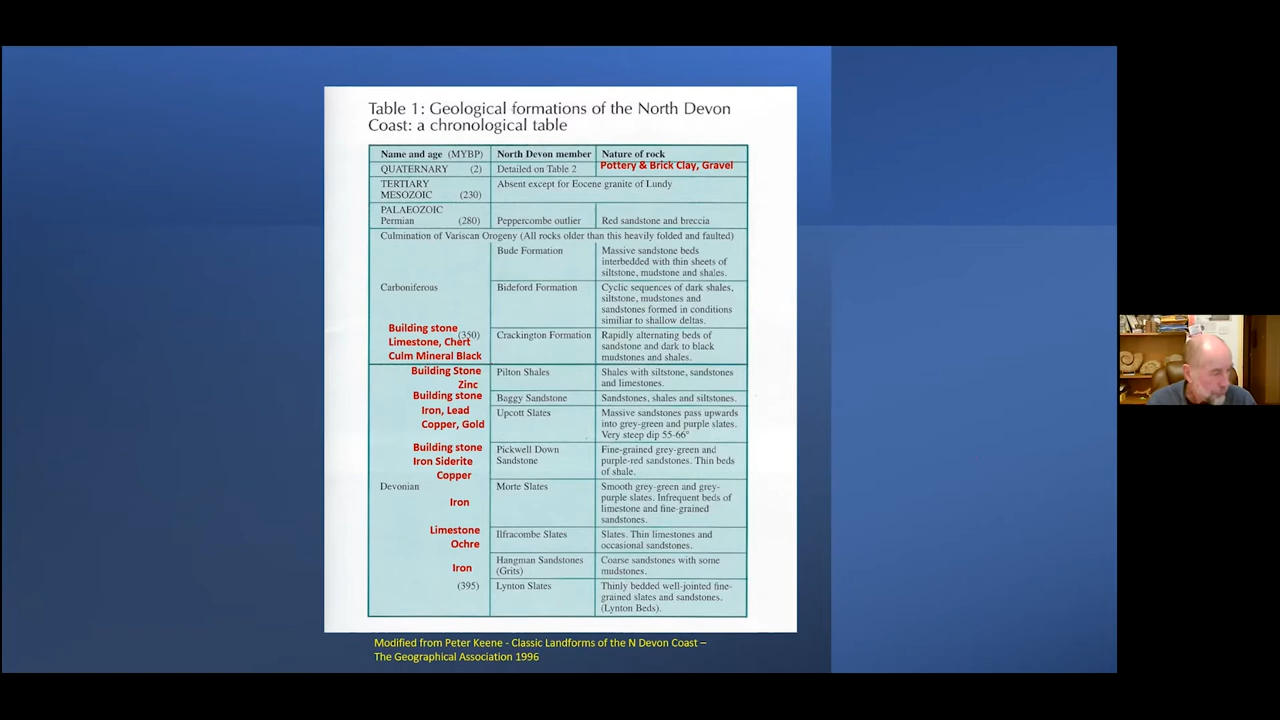 Table 1: Geological formations of the North Devon
Coast: a chronological table
Name and age (MYBP) North Devon member Nature of rock
QUATERNARY (2) Detailed on Table 2 Pottery & Brick Clay, Gravel
TERTIARY Absent except for Eocene granite of Lundy
MESOZOIC (230)
PALAEOZOIC
Permian (280) Peppercombe outlier Red sandstone and breccia
Culmination of Variscan Orogeny (All rocks older than this heavily folded and faulted)
Bude Formation Massive sandstone beds
interbedded with thin sheets of
siltstone, mudstone and shales.
Carboniferous Bideford Formation Cyclic sequences of dark shales,
siltstone, mudstones and
sandstones formed in conditions
similiar to shallow deltas.
Building stone
(350) Crackington Formation Rapidly alternating beds of
Limestone, Chert sandstone and dark to black
Culm Mineral Black mudstones and shales.
Building Stone Pilton Shales Shales with siltstone, sandstones
Zinc and limestones.
Building stone Baggy Sandstone Sandstones, shales and siltstones.
Iron, Lead Upcott Slates Massive sandstones pass upwards
Copper, Gold into grey-green and purple slates.
Very steep dip 55-66°
Building stone Pickwell Down Fine-grained grey-green and
Iron Siderite Sandstone purple-red sandstones. Thin beds
Copper of shale.
Devonian Morte Slates Smooth grey-green and grey-
Iron purple slates. Infrequent beds of
limestone and fine-grained
sandstones.
Limestone Ilfracombe Slates Slates. Thin limestones and
Ochre occasional sandstones.
Iron Hangman Sandstones Coarse sandstones with some
(Grits) mudstones.
(395) Lynton Slates Thinly bedded well-jointed fine-
grained slates and sandstones.
(Lynton Beds).
Modified from Peter Keene - Classic Landforms of the N Devon Coast –
The Geographical Association 1996